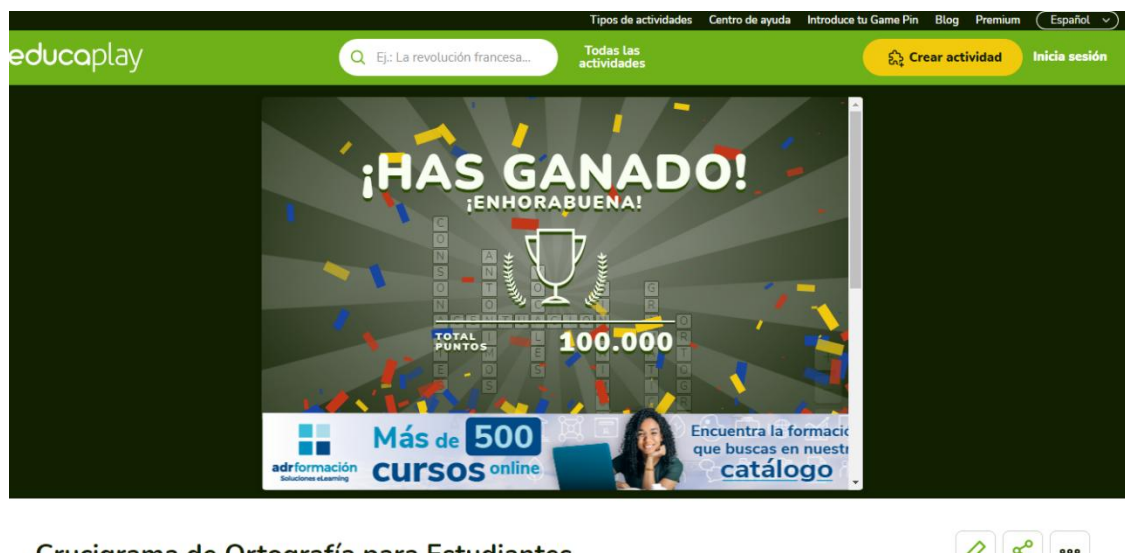 Tipos de actividades Centro de ayuda Introduce tu Game Pin Blog Premium Español
educaplay
Ej.: La revolución francesa...
Todas las
actividades
Crear actividad
Inicia sesión
¡HAS GANADO!
¡ENHORABUENA!
TOTAL
PUNTOS
100.000
adrformación
Soluciones eLearning
Más de 500
cursos online
Encuentra la formació
que buscas en nuestr
catálogo
Crucigrama de Ortografía para Estudiantes